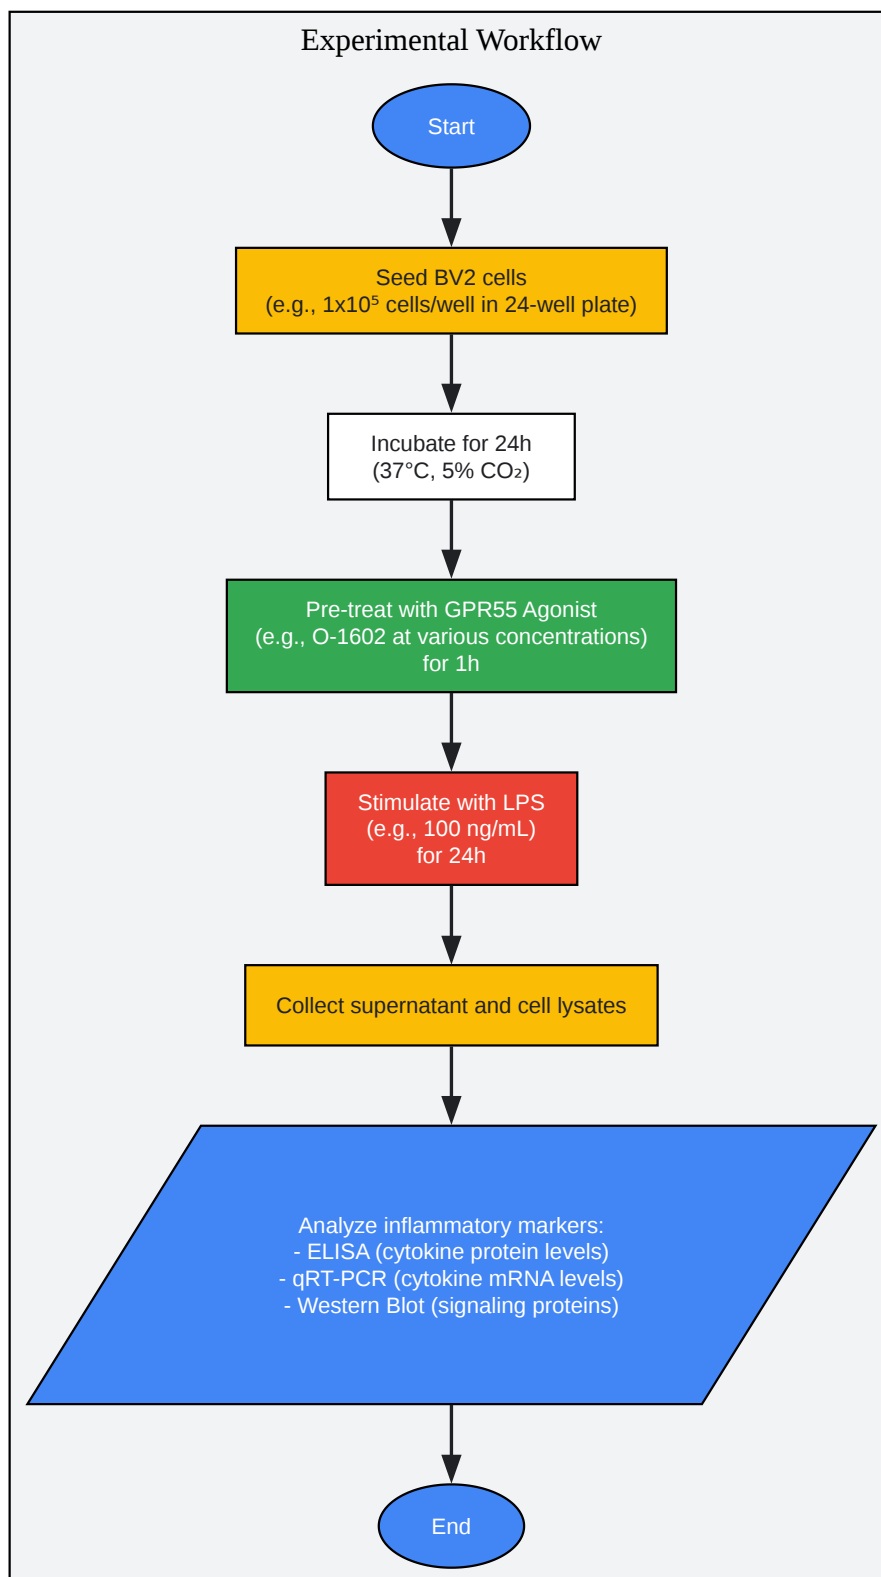 Experimental Workflow
Start
Seed BV2 cells
(e.g., 1x10⁵ cells/well in 24-well plate)
Incubate for 24h
(37°C, 5% CO₂)
Pre-treat with GPR55 Agonist
(e.g., O-1602 at various concentrations)
for 1h
Stimulate with LPS
(e.g., 100 ng/mL)
for 24h
Collect supernatant and cell lysates
Analyze inflammatory markers:
- ELISA (cytokine protein levels)
- qRT-PCR (cytokine mRNA levels)
- Western Blot (signaling proteins)
End